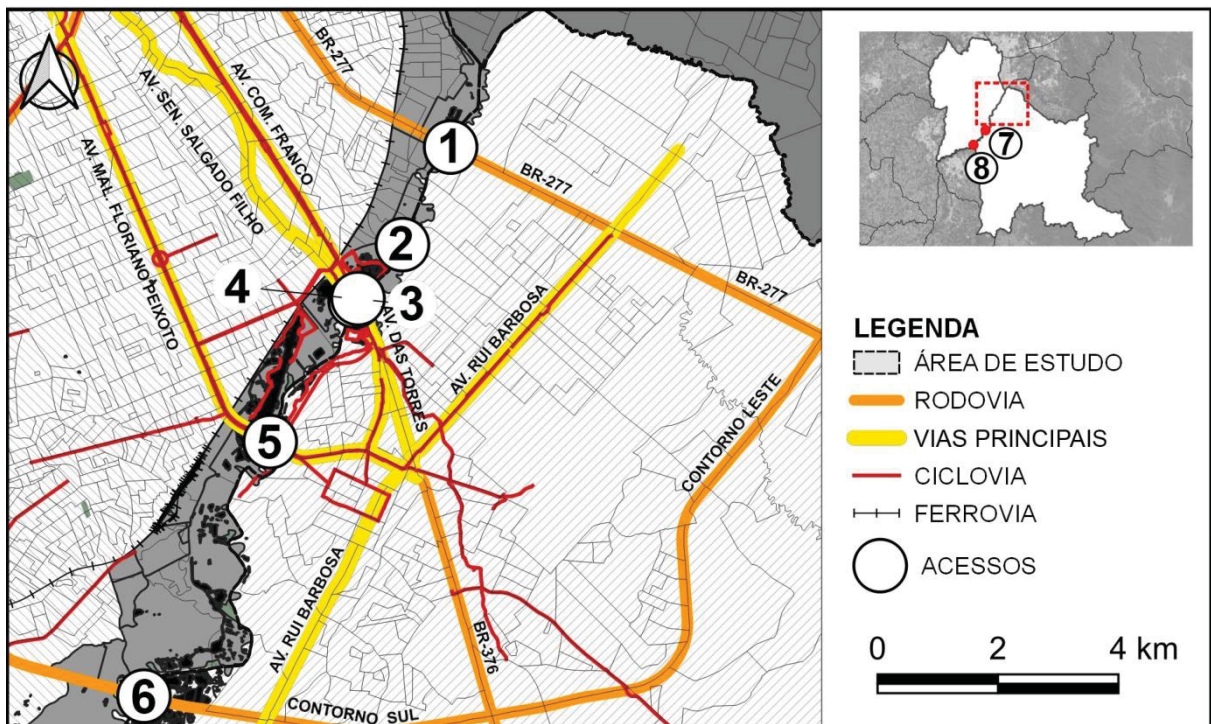 BR-277
AV. COM. FRANCO
AV. SEN. SALGADO FILHO
AV. MAL. FLORIANO PEIXOTO
1
BR-277
2
BR-277
4
3
AV. DAS TORRES
AV. RUI BARBOSA
5
CONTORNO LESTE
AV. RUI BARBOSA
BR-376
6
CONTORNO SUL
7
8
LEGENDA
ÁREA DE ESTUDO
RODOVIA
VIAS PRINCIPAIS
CICLOVIA
FERROVIA
ACESSOS
0 2 4 km